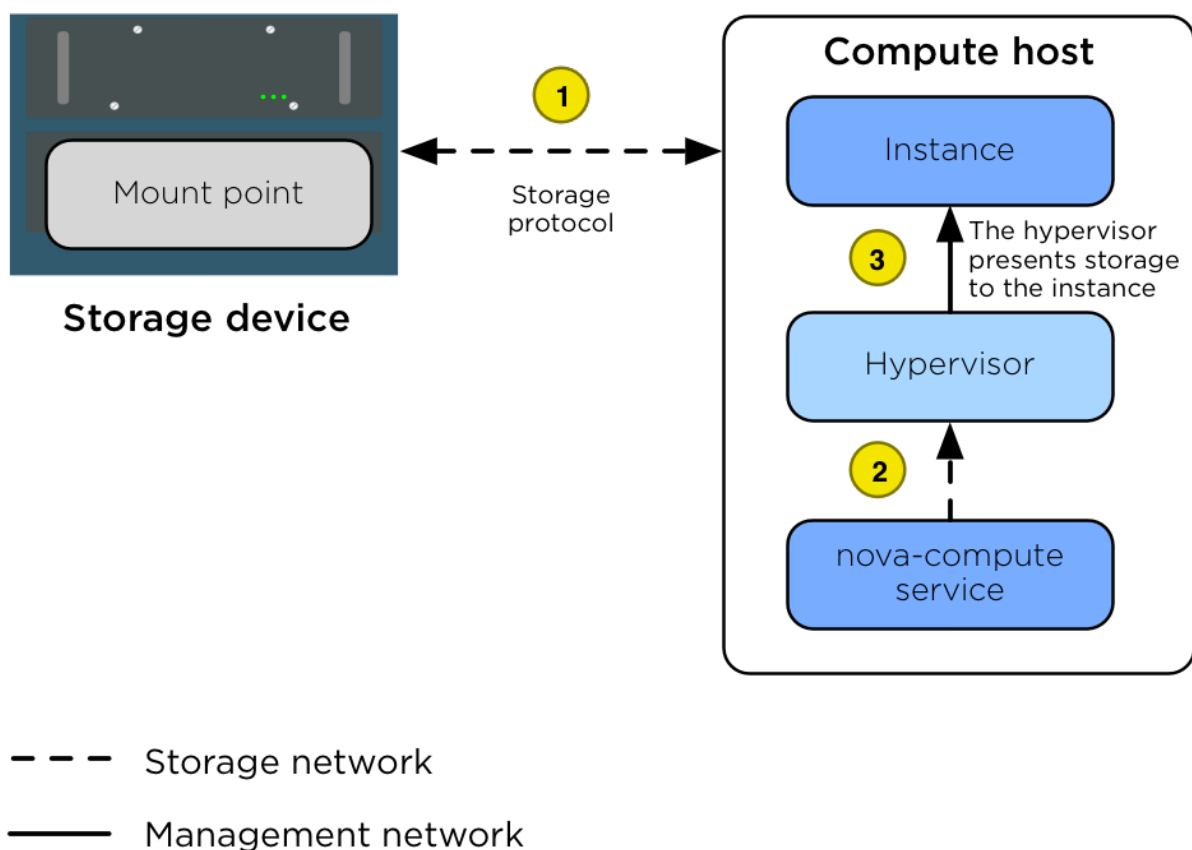 Compute host
1
Instance
Mount point
Storage
protocol
3
The hypervisor
presents storage
to the instance
Storage device
Hypervisor
2
nova-compute
service
Storage network
Management network